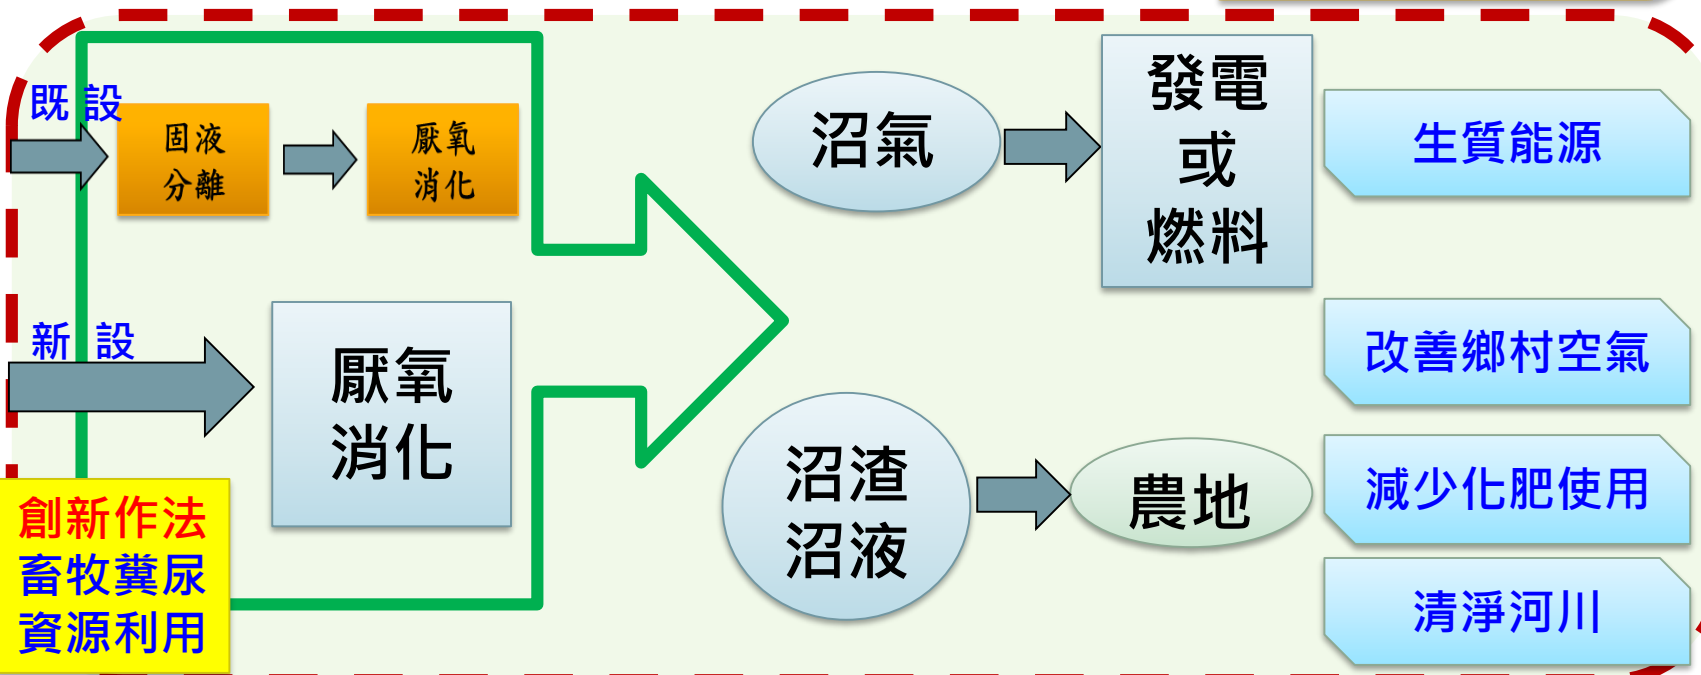 既 設
固液
分離
厭氧
消化
沼氣
發電
或
燃料
生質能源
新 設
厭氧
消化
改善鄉村空氣
沼渣
沼液
農地
減少化肥使用
創新作法
畜牧糞尿
資源利用
清淨河川